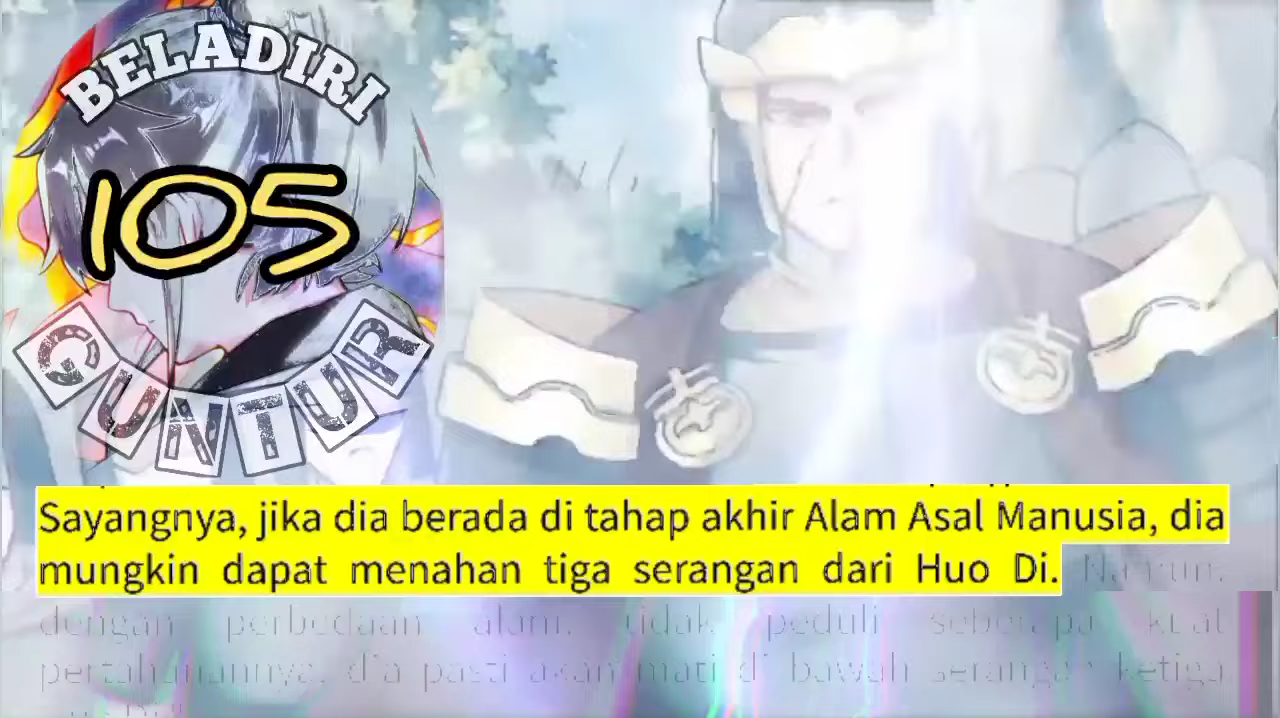 BELADIRI
105
GUNTUR
Sayangnya, jika dia berada di tahap akhir Alam Asal Manusia, dia
mungkin dapat menahan tiga serangan dari Huo Di. Namun,
dengan perbedaan alam, tidak peduli seberapa kuat
pertahanannya, dia pasti akan mati di bawah serangan ketiga